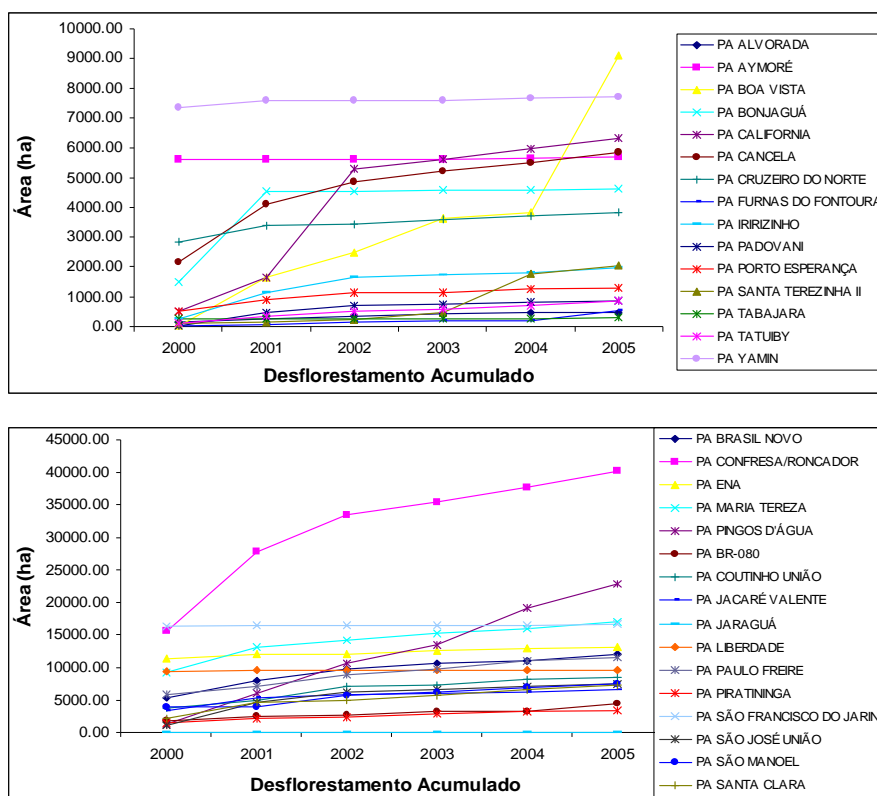 Área (ha)
10000.00
9000.00
8000.00
7000.00
6000.00
5000.00
4000.00
3000.00
2000.00
1000.00
0.00
2000 2001 2002 2003 2004 2005
Desflorestamento Acumulado
PA ALVORADA
PA AYMORÉ
PA BOA VISTA
PA BONJAGUÁ
PA CALIFORNIA
PA CANCELA
PA CRUZEIRO DO NORTE
PA FURNAS DO FONTOURA
PA IRIRIZINHO
PA PADOVANI
PA PORTO ESPERANÇA
PA SANTA TEREZINHA II
PA TABAJARA
PA TATUIBY
PA YAMIN
Área (ha)
45000.00
40000.00
35000.00
30000.00
25000.00
20000.00
15000.00
10000.00
5000.00
0.00
2000 2001 2002 2003 2004 2005
Desflorestamento Acumulado
PA BRASIL NOVO
PA CONFRESA/RONCADOR
PA ENA
PA MARIA TEREZA
PA PINGOS D'ÁGUA
PA BR-080
PA COUTINHO UNIÃO
PA JACARÉ VALENTE
PA JARAGUÁ
PA LIBERDADE
PA PAULO FREIRE
PA PIRATININGA
PA SÃO FRANCISCO DO JARIN
PA SÃO JOSÉ UNIÃO
PA SÃO MANOEL
PA SANTA CLARA